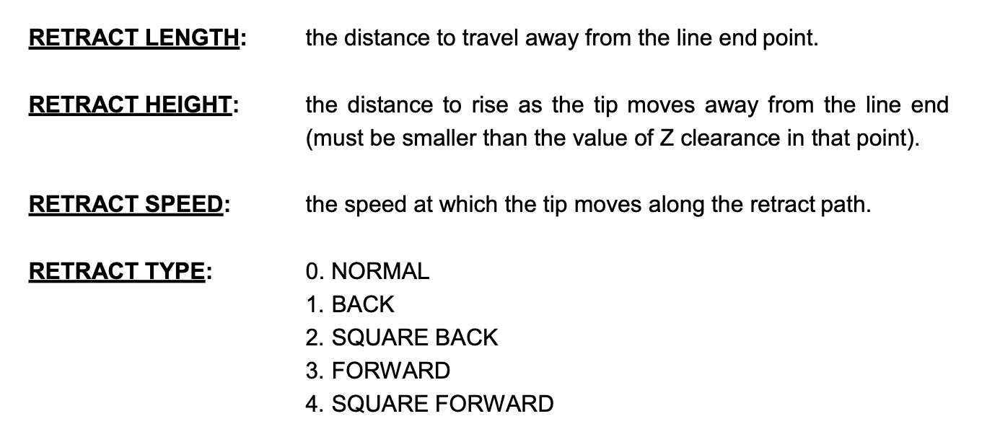 RETRACT LENGTH: the distance to travel away from the line end point.
RETRACT HEIGHT: the distance to rise as the tip moves away from the line end
(must be smaller than the value of Z clearance in that point).
RETRACT SPEED: the speed at which the tip moves along the retract path.
RETRACT TYPE: 0. NORMAL
1. BACK
2. SQUARE BACK
3. FORWARD
4. SQUARE FORWARD